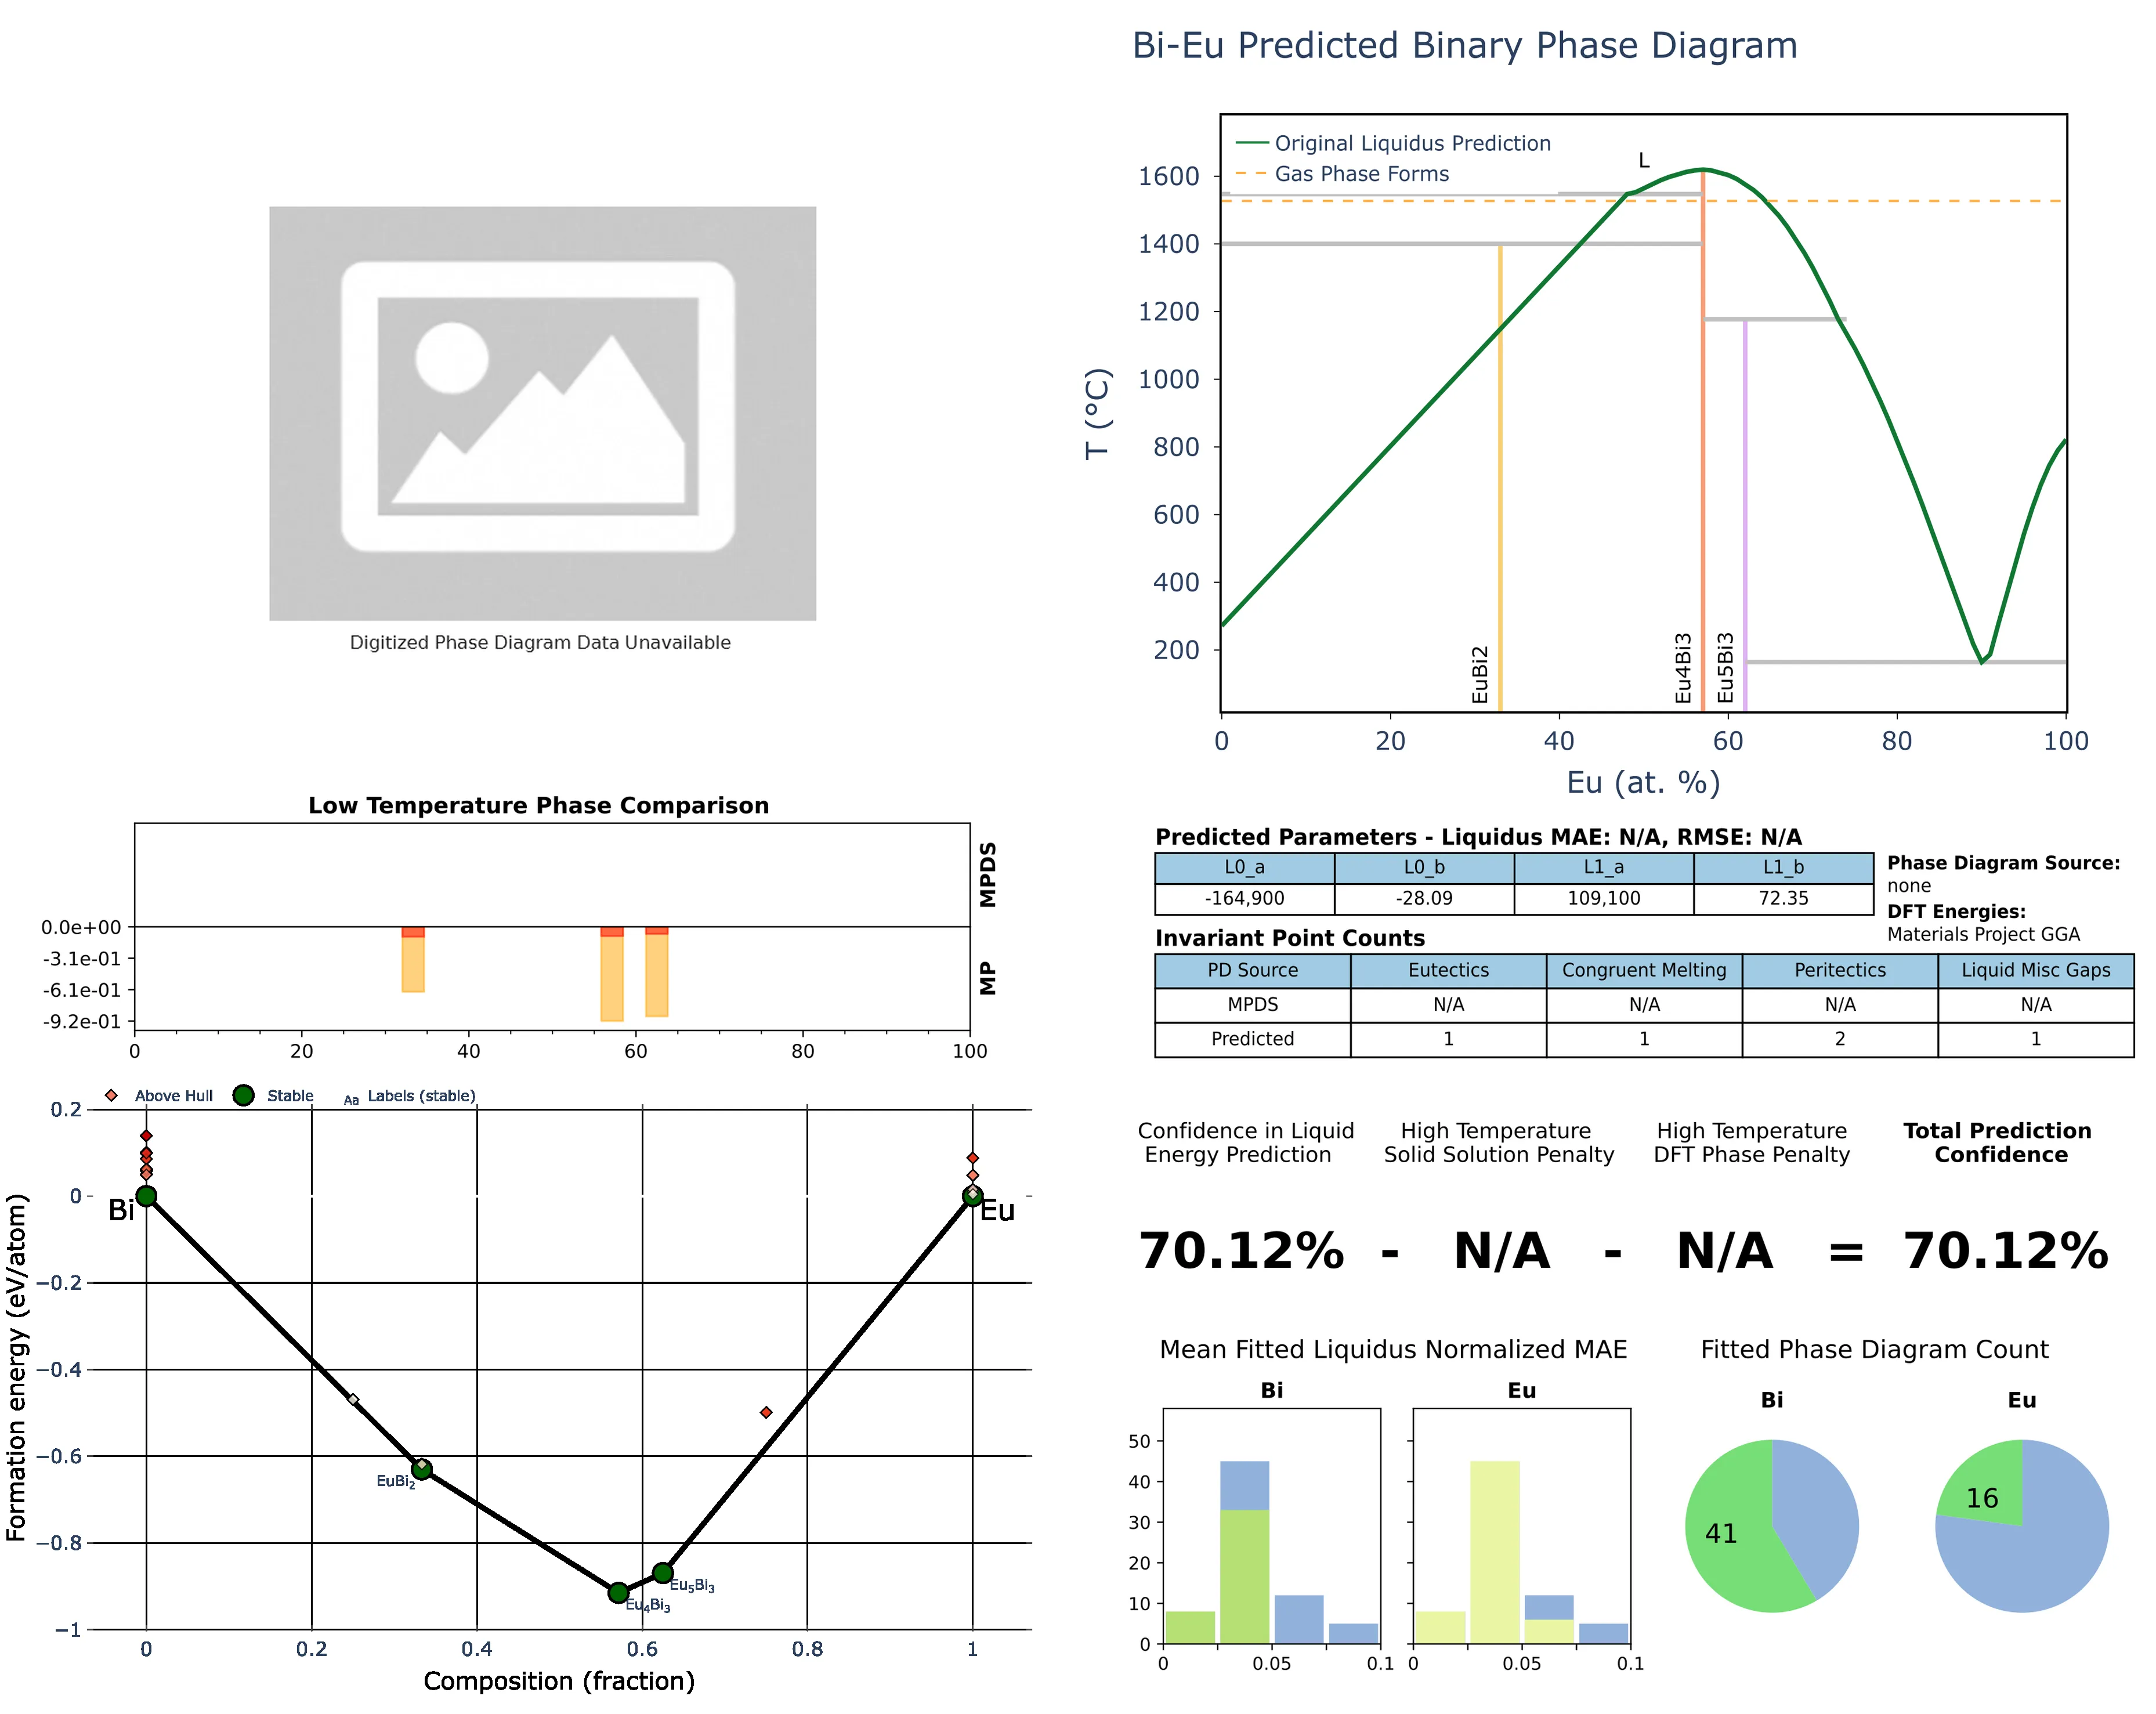 Bi-Eu Predicted Binary Phase Diagram
Original Liquidus Prediction
Gas Phase Forms
L
1600
1400
1200
1000
800
600
400
200
T (°C)
EuBi2
Eu4Bi3
Eu5Bi3
0 20 40 60 80 100
Eu (at. %)
Digitized Phase Diagram Data Unavailable
Low Temperature Phase Comparison
MPDS
MP
0.0e+00
-3.1e-01
-6.1e-01
-9.2e-01
0 20 40 60 80 100
Predicted Parameters - Liquidus MAE: N/A, RMSE: N/A
L0_a L0_b L1_a L1_b
-164,900 -28.09 109,100 72.35
Phase Diagram Source:
none
DFT Energies:
Materials Project GGA
Invariant Point Counts
PD Source Eutectics Congruent Melting Peritectics Liquid Misc Gaps
MPDS N/A N/A N/A N/A
Predicted 1 1 2 1
Above Hull Stable Aa Labels (stable)
0.2
0
−0.2
−0.4
−0.6
−0.8
−1
Formation energy (eV/atom)
Bi
Eu
EuBi₂
Eu₅Bi₃
Eu₄Bi₃
0 0.2 0.4 0.6 0.8 1
Composition (fraction)
Confidence in Liquid
Energy Prediction
High Temperature
Solid Solution Penalty
High Temperature
DFT Phase Penalty
Total Prediction
Confidence
70.12% - N/A - N/A = 70.12%
Mean Fitted Liquidus Normalized MAE
Bi
Eu
50
40
30
20
10
0
0 0.05 0.1
0 0.05 0.1
Fitted Phase Diagram Count
Bi
Eu
41
16